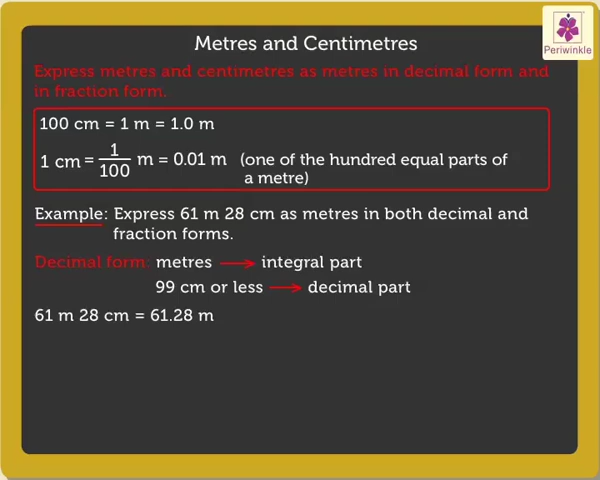 Periwinkle
Metres and Centimetres
Express metres and centimetres as metres in decimal form and
in fraction form.
100 cm = 1 m = 1.0 m
1 cm = 1/100 m = 0.01 m (one of the hundred equal parts of
a metre)
Example: Express 61 m 28 cm as metres in both decimal and
fraction forms.
Decimal form: metres ⟶ integral part
99 cm or less ⟶ decimal part
61 m 28 cm = 61.28 m